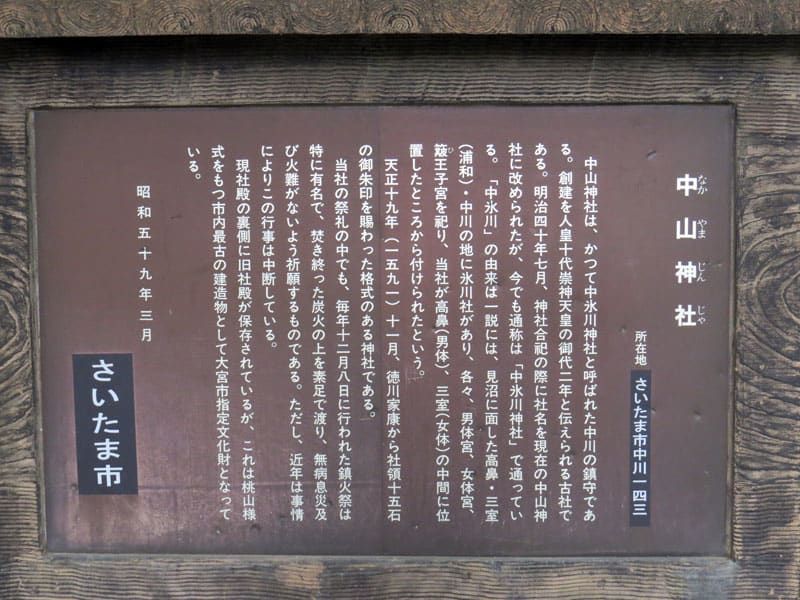 中山神社
なか やま じん じゃ
所在地 さいたま市中川一四三
中山神社は、かつて中氷川神社と呼ばれた中川の鎮守であ
る。創建を人皇十代崇神天皇の御代二年と伝えられる古社で
ある。明治四十年七月、神社合祀の際に社名を現在の中山神
社に改められたが、今でも通称は「中氷川神社」で通ってい
る。「中氷川」の由来は一説には、見沼に面した高鼻・三室
(浦和)・中川の地に氷川社があり、各々、男体宮、女体宮、
簸王子宮を祀り、当社が高鼻(男体)、三室(女体)の中間に位
ひ
置したところから付けられたという。
天正十九年(一五九一)十一月、徳川家康から社領十五石
の御朱印を賜わった格式のある神社である。
当社の祭礼の中でも、毎年十二月八日に行われた鎮火祭は
特に有名で、焚き終った炭火の上を素足で渡り、無病息災及
び火難がないよう祈願するものである。ただし、近年は事情
によりこの行事は中断している。
現社殿の裏側に旧社殿が保存されているが、これは桃山様
式をもつ市内最古の建造物として大宮市指定文化財となって
いる。
昭和五十九年三月
さいたま市